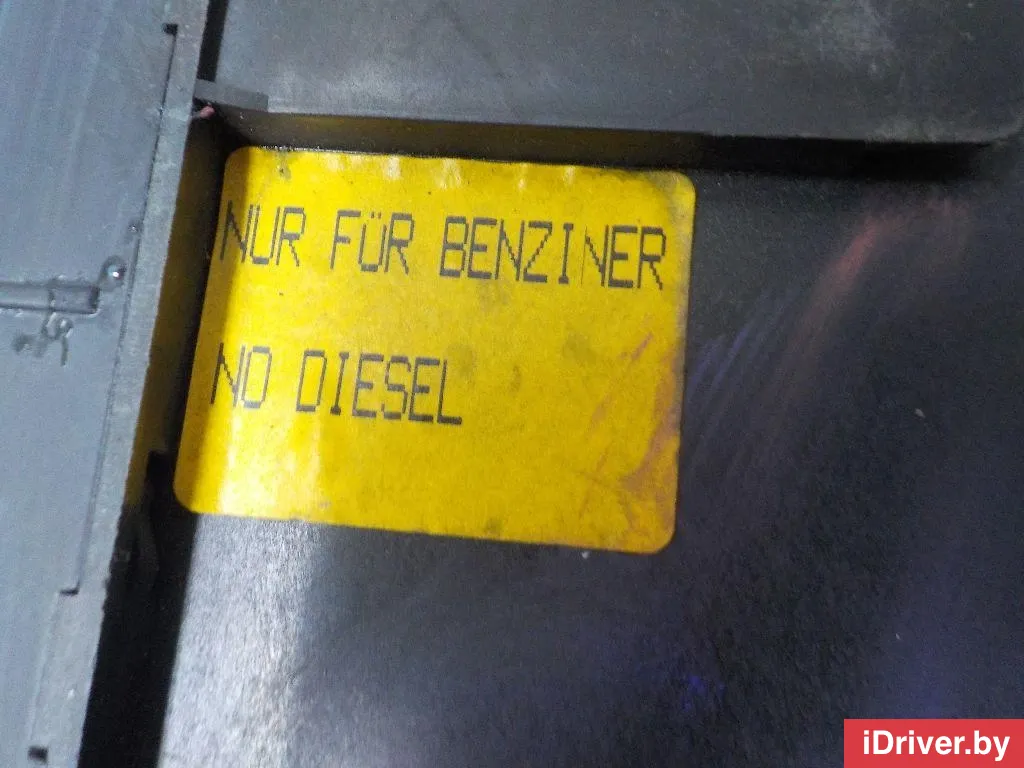 NUR FÜR BENZINER
NO DIESEL
iDriver.by